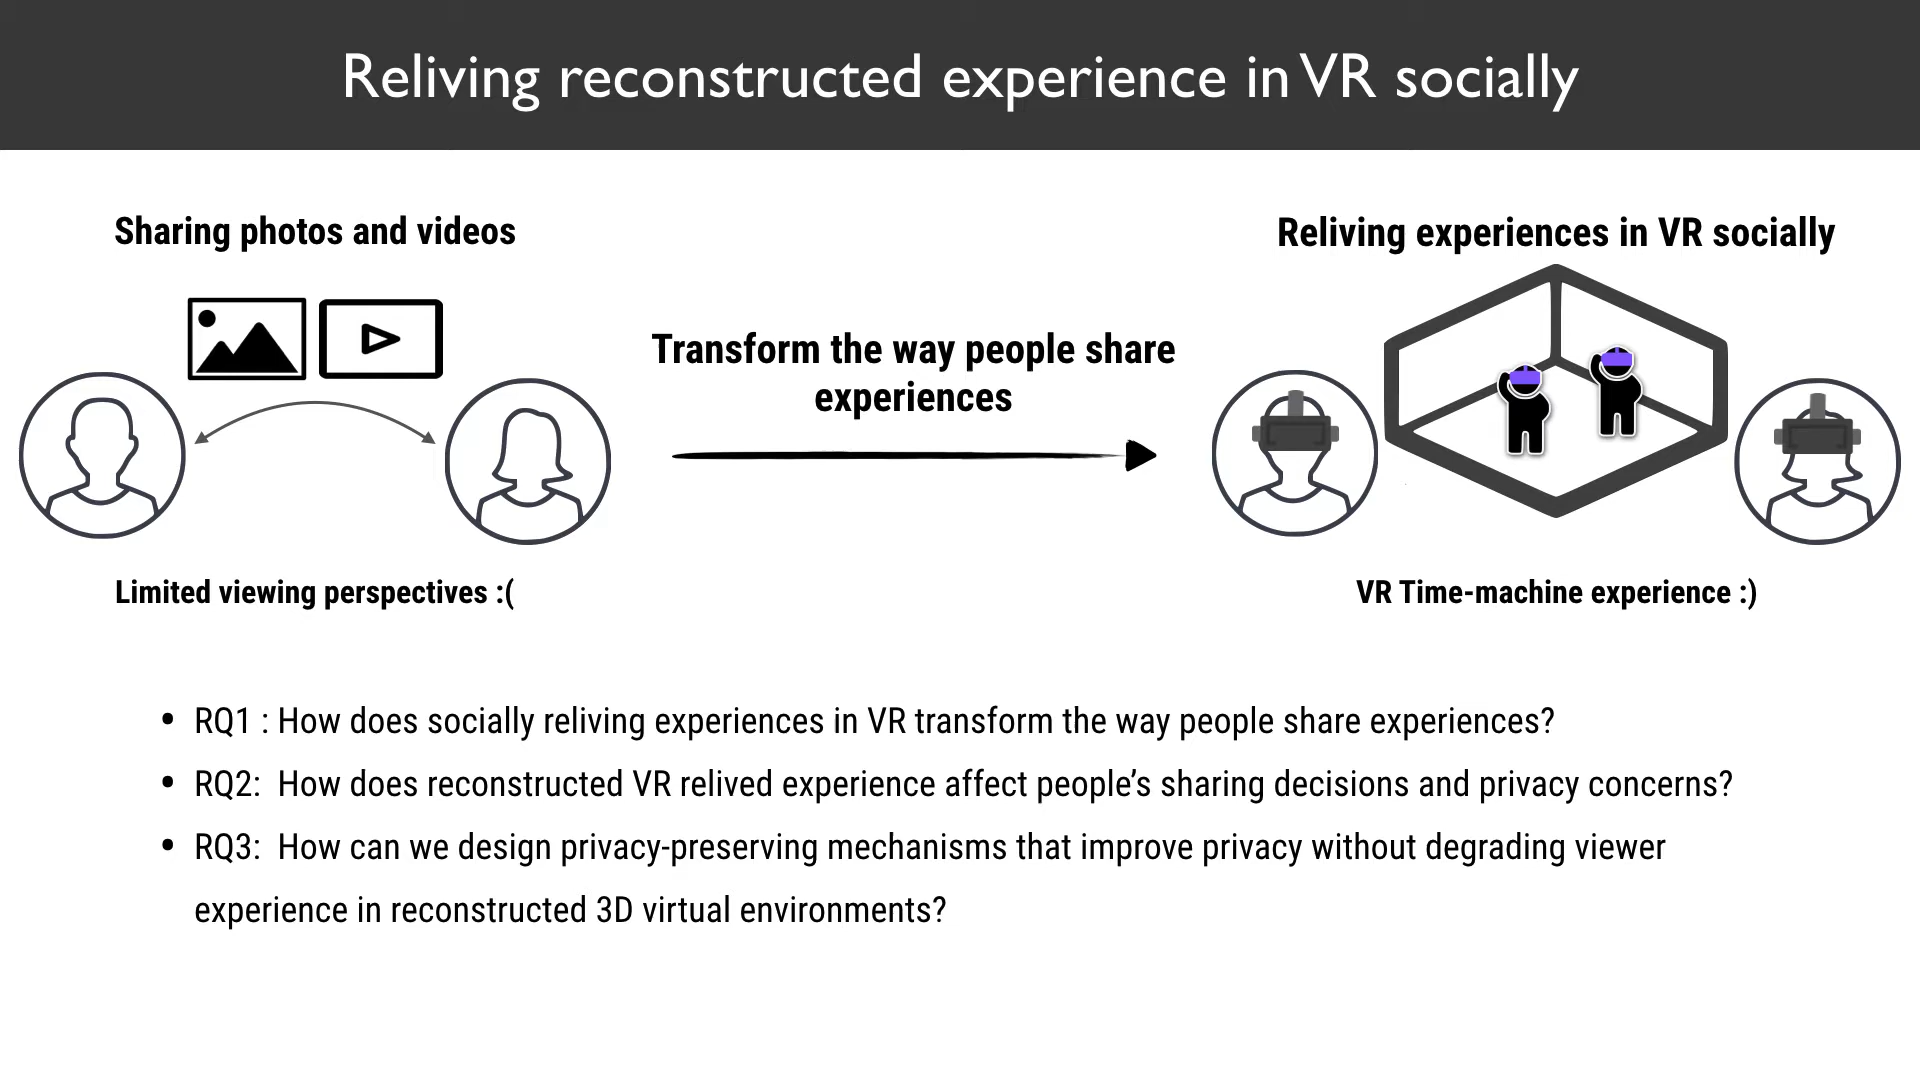 Reliving reconstructed experience in VR socially
Sharing photos and videos
Limited viewing perspectives :(
Transform the way people share
experiences
Reliving experiences in VR socially
VR Time-machine experience :)
• RQ1 : How does socially reliving experiences in VR transform the way people share experiences?
• RQ2: How does reconstructed VR relived experience affect people’s sharing decisions and privacy concerns?
• RQ3: How can we design privacy-preserving mechanisms that improve privacy without degrading viewer
experience in reconstructed 3D virtual environments?